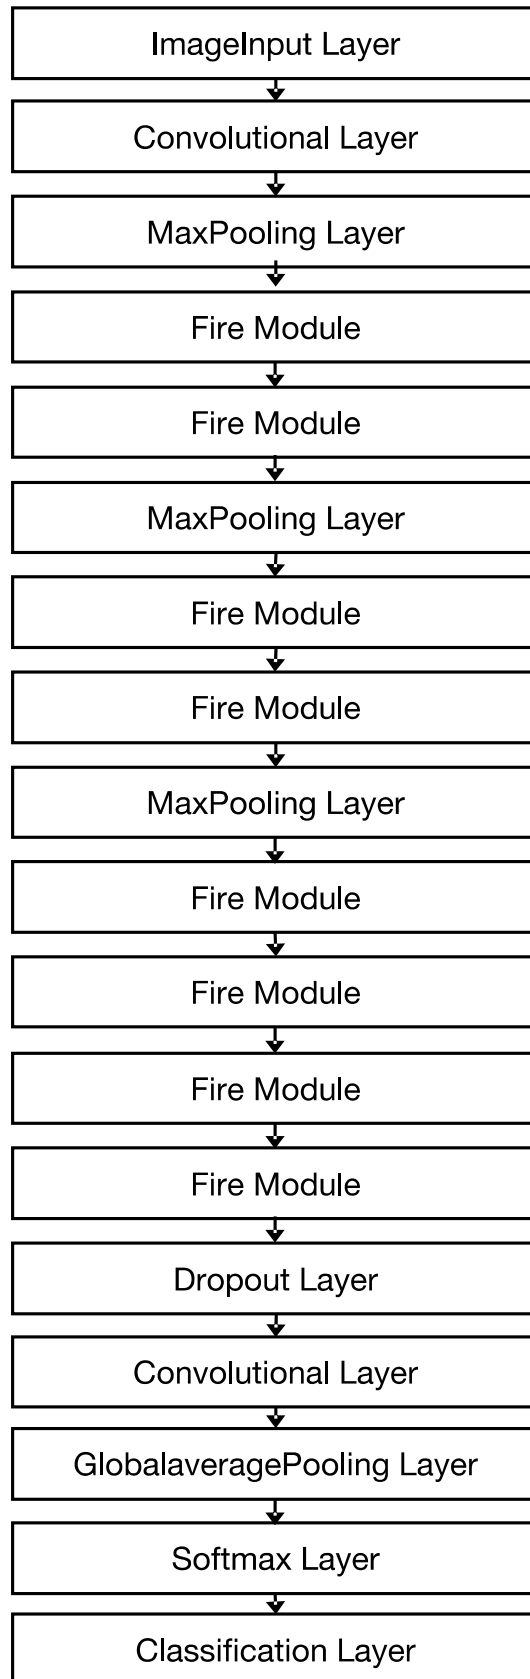 ImageInput Layer
Convolutional Layer
MaxPooling Layer
Fire Module
Fire Module
MaxPooling Layer
Fire Module
Fire Module
MaxPooling Layer
Fire Module
Fire Module
Fire Module
Fire Module
Dropout Layer
Convolutional Layer
GlobalaveragePooling Layer
Softmax Layer
Classification Layer